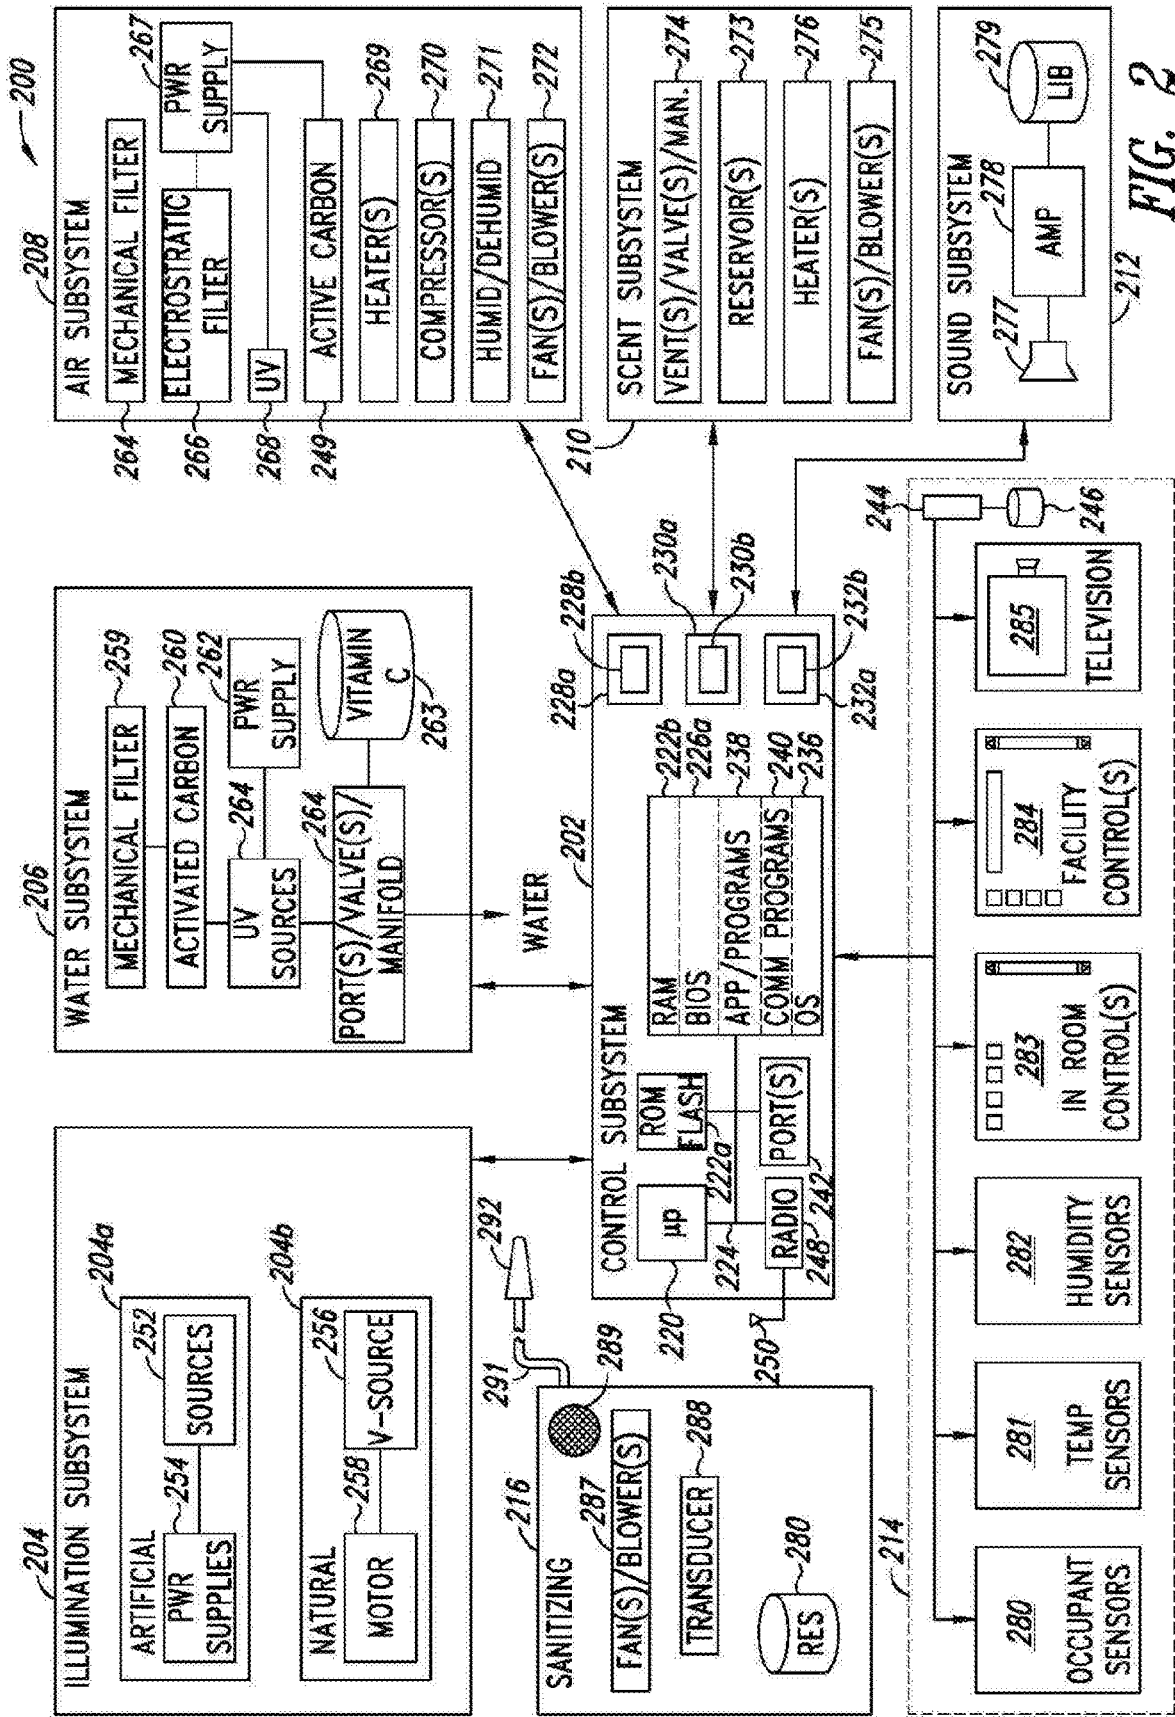 200
204
ILLUMINATION SUBSYSTEM
204a
ARTIFICIAL
252
254
PWR
SUPPLIES
SOURCES
204b
NATURAL
256
258
MOTOR
V-SOURCE
206
WATER SUBSYSTEM
MECHANICAL FILTER
259
ACTIVATED CARBON
260
264
262
UV
SOURCES
PWR
SUPPLY
264
PORT(S)/VALVE(S)/
MANIFOLD
VITAMIN
C
263
WATER
208
AIR SUBSYSTEM
264
MECHANICAL FILTER
267
266
ELECTROSTRATIC
FILTER
PWR
SUPPLY
268
UV
249
ACTIVE CARBON
HEATER(S)
269
COMPRESSOR(S)
270
HUMID/DEHUMID
271
FAN(S)/BLOWER(S)
272
210
SCENT SUBSYSTEM
VENT(S)/VALVE(S)/MAN.
274
RESERVOIR(S)
273
HEATER(S)
276
FAN(S)/BLOWER(S)
275
SOUND SUBSYSTEM
277
278
279
AMP
LIB
212
216
SANITIZING
291
292
289
287
FAN(S)/BLOWER(S)
TRANSDUCER
288
280
RES
202
CONTROL SUBSYSTEM
μp
220
224
ROM
FLASH
222a
RADIO
248
250
PORT(S)
242
RAM
222b
BIOS
226a
APP/PROGRAMS
238
COMM PROGRAMS
240
OS
236
228a
228b
230a
230b
232a
232b
214
244
246
280
OCCUPANT
SENSORS
281
TEMP
SENSORS
282
HUMIDITY
SENSORS
283
IN ROOM
CONTROL(S)
284
FACILITY
CONTROL(S)
285
TELEVISION
FIG. 2